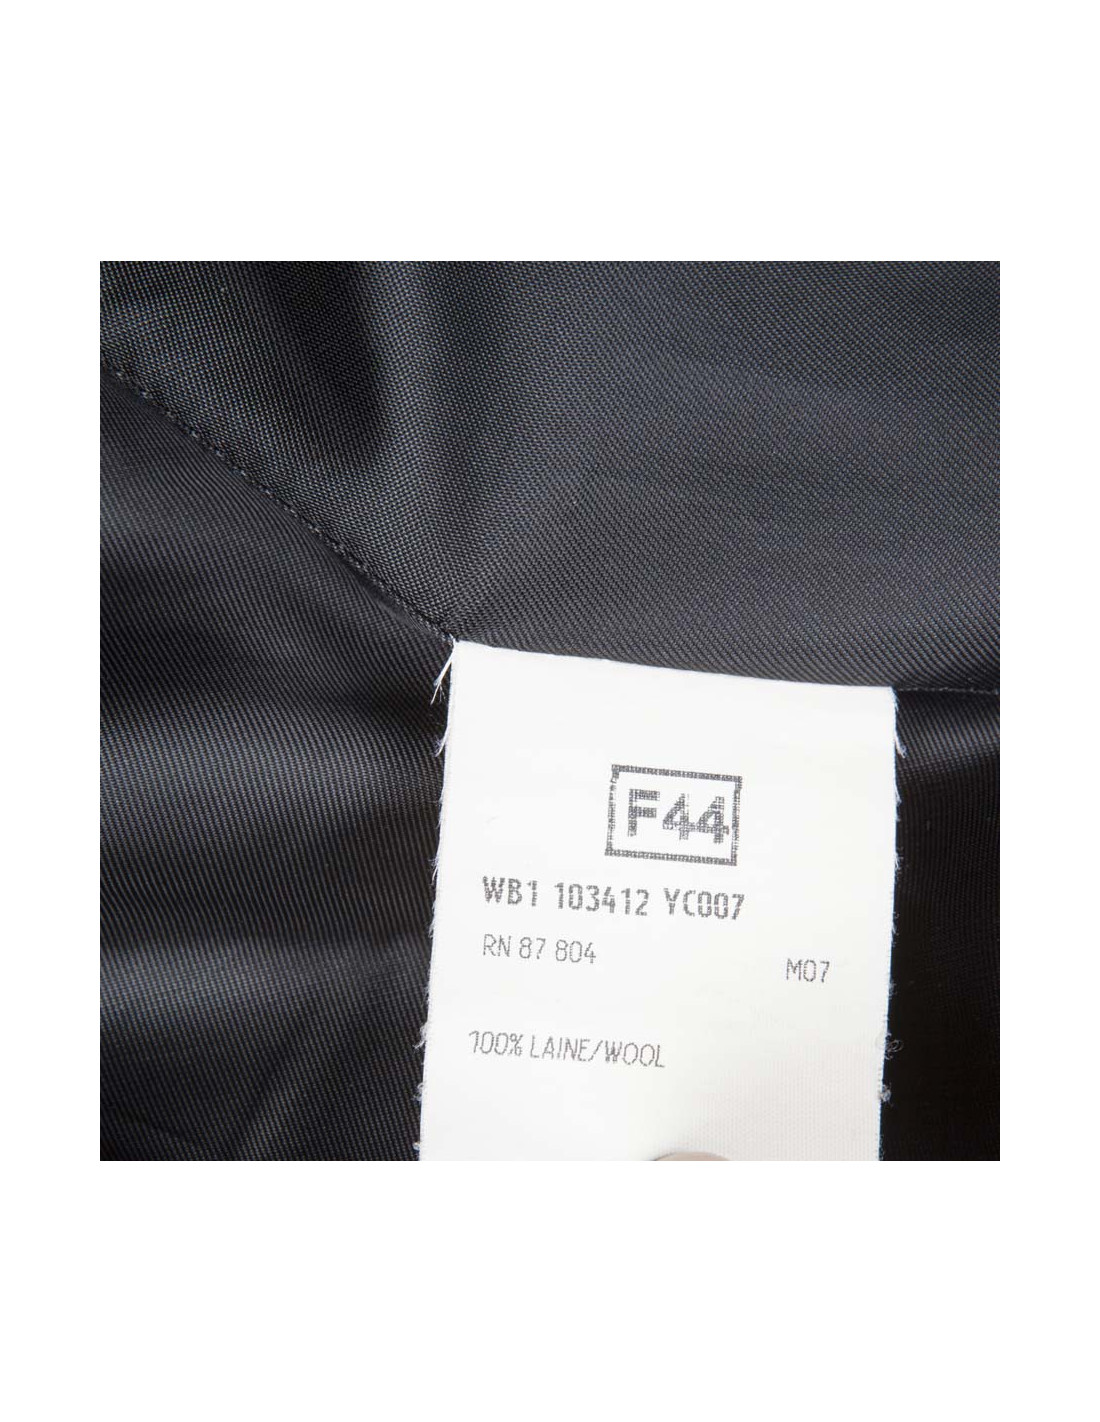 F44
WB1 103412 YC007
RN 87 804
M07
100% LAINE/WOOL